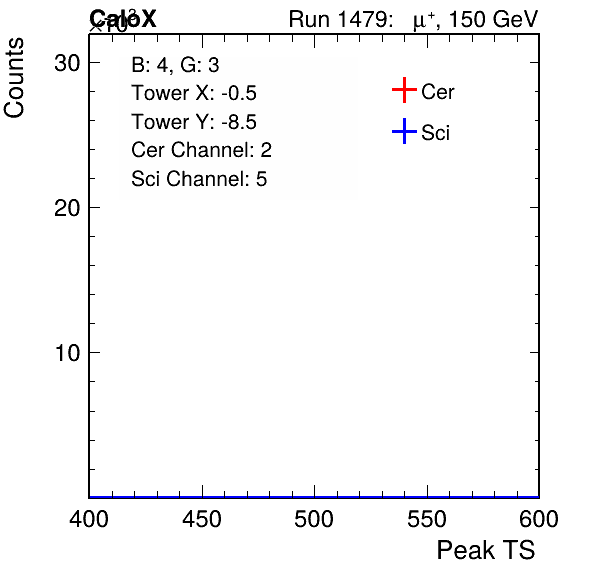 CaloX
×10³
Run 1479: μ⁺, 150 GeV
Counts
B: 4, G: 3
Tower X: -0.5
Tower Y: -8.5
Cer Channel: 2
Sci Channel: 5
Cer
Sci
30
20
10
400 450 500 550 600
Peak TS